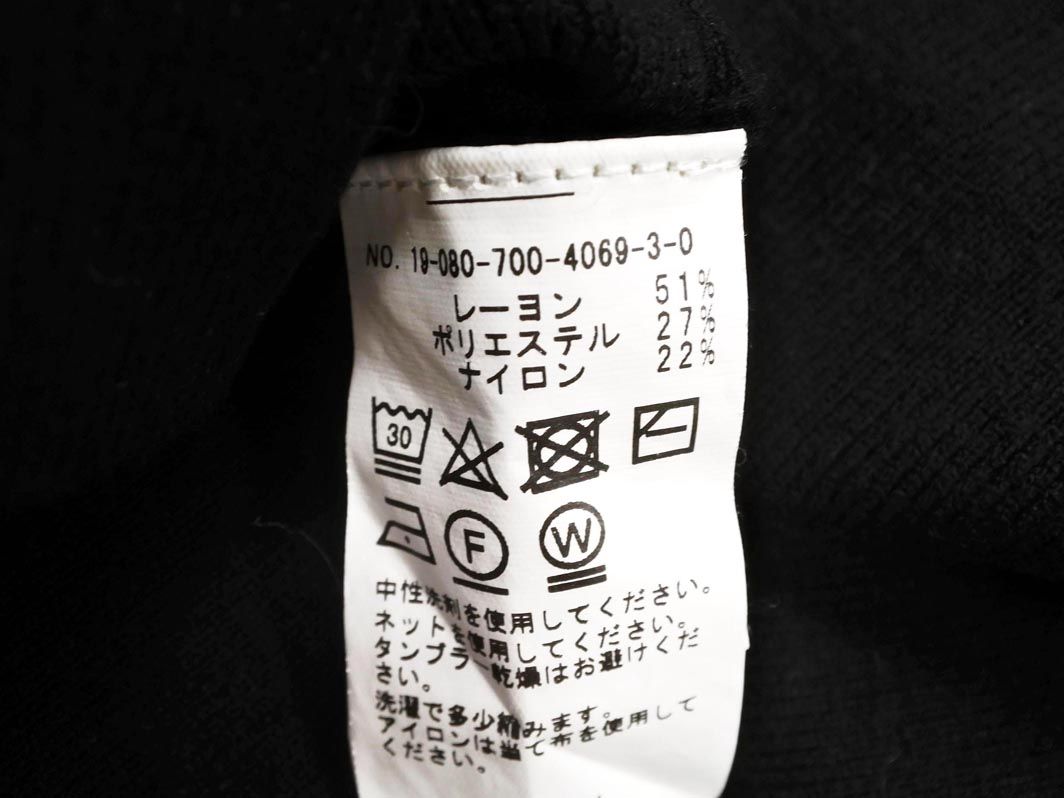 NO. 19-080-700-4069-3-0
レーヨン 51%
ポリエステル 27%
ナイロン 22%
30
F W
中性洗剤を使用してください。
ネットを使用してください。
タンブラー乾燥はお避けくだ
さい。
洗濯で多少縮みます。
アイロンは当て布を使用して
ください。